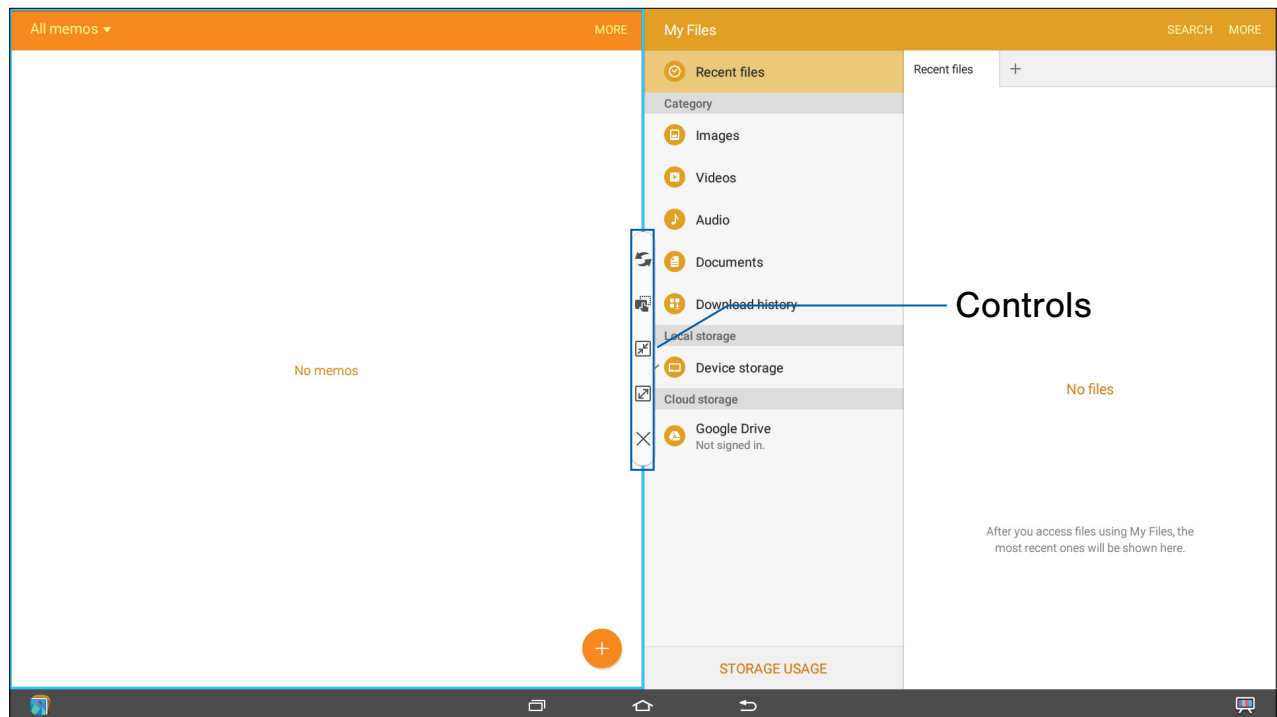 All memos
MORE
No memos
My Files
SEARCH MORE
Recent files
Category
Images
Videos
Audio
Documents
Download history
Local storage
Device storage
Cloud storage
Google Drive
Not signed in.
STORAGE USAGE
Recent files
Controls
No files
After you access files using My Files, the
most recent ones will be shown here.